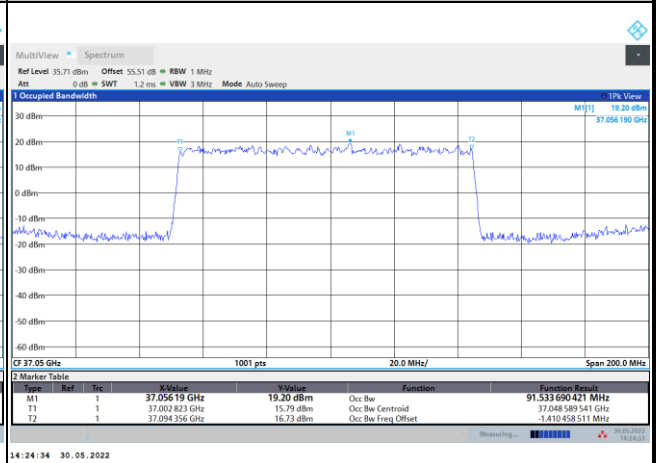 MultiView Spectrum
Ref Level 35.71 dBm Offset 55.51 dB RBW 1 MHz
Att 0 dB SWT 1.2 ms VBW 3 MHz Mode Auto Sweep
1 Occupied Bandwidth 1Pk View
M1[1] 19.20 dBm
37.056 190 GHz
30 dBm
20 dBm
T1 M1 T2
10 dBm
0 dBm
-10 dBm
-20 dBm
-30 dBm
-40 dBm
-50 dBm
-60 dBm
CF 37.05 GHz 1001 pts 20.0 MHz/ Span 200.0 MHz
2 Marker Table
Type Ref Trc X-Value Y-Value Function Function Result
M1 1 37.056 19 GHz 19.20 dBm Occ Bw 91.533 690 421 MHz
T1 1 37.002 823 GHz 15.79 dBm Occ Bw Centroid 37.048 589 541 GHz
T2 1 37.094 356 GHz 16.73 dBm Occ Bw Freq Offset -1.410 458 511 MHz
Measuring... 30.05.2022
14:24:33
14:24:34 30.05.2022